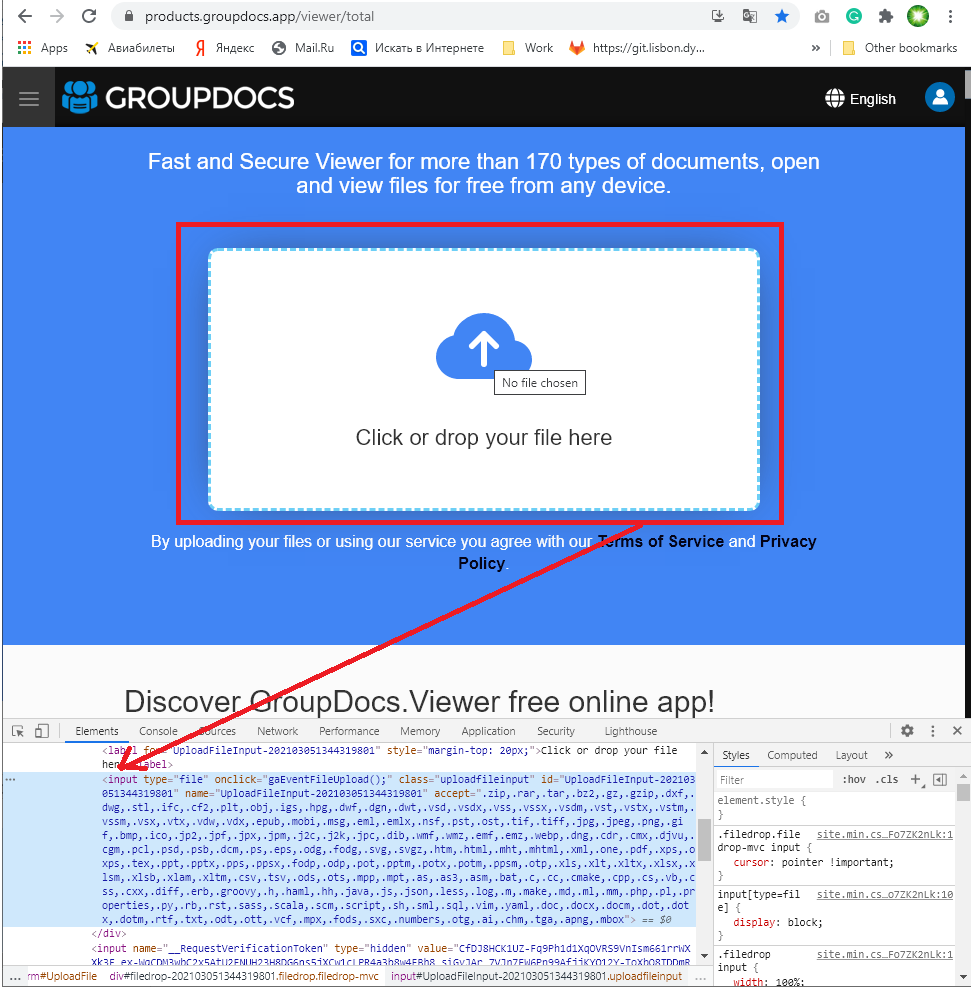 products.groupdocs.app/viewer/total
Apps Авиабилеты Яндекс Mail.Ru Искать в Интернете Work https://git.lisbon.dy... » Other bookmarks
GROUPDOCS English
Fast and Secure Viewer for more than 170 types of documents, open
and view files for free from any device.
No file chosen
Click or drop your file here
By uploading your files or using our service you agree with our Terms of Service and Privacy
Policy.
Discover GroupDocs.Viewer free online app!
Elements Console Sources Network Performance Memory Application Security Lighthouse
<label for="UploadFileInput-202103051344319801" style="margin-top: 20px;">Click or drop your file
here</label>
<input type="file" onclick="gaEventFileUpload();" class="uploadfileinput" id="UploadFileInput-2021030
51344319801" name="UploadFileInput-202103051344319801" accept=".zip,.rar,.tar,.bz2,.gz,.gzip,.dxf,.
dwg,.stl,.ifc,.cf2,.plt,.obj,.igs,.hpg,.dwf,.dgn,.dwt,.vsd,.vsdx,.vss,.vssx,.vsdm,.vst,.vstx,.vstm,.
vssm,.vsx,.vtx,.vdw,.vdx,.epub,.mobi,.msg,.eml,.emlx,.nsf,.pst,.ost,.tif,.tiff,.jpg,.jpeg,.png,.gi
f,.bmp,.ico,.jp2,.jpf,.jpx,.jpm,.j2c,.j2k,.jpc,.dib,.wmf,.wmz,.emf,.emz,.webp,.dng,.cdr,.cmx,.djvu,.
cgm,.pcl,.psd,.psb,.dcm,.ps,.eps,.odg,.fodg,.svg,.svgz,.htm,.html,.mht,.mhtml,.xml,.one,.pdf,.xps,.o
xps,.tex,.ppt,.pptx,.pps,.ppsx,.fodp,.odp,.pot,.pptm,.potx,.potm,.ppsm,.otp,.xls,.xlt,.xltx,.xlsx,.x
lsm,.xlsb,.xlam,.xltm,.csv,.tsv,.ods,.ots,.mpp,.mpt,.as,.as3,.asm,.bat,.c,.cc,.cmake,.cpp,.cs,.vb,.c
ss,.cxx,.diff,.erb,.groovy,.h,.haml,.hh,.java,.js,.json,.less,.log,.m,.make,.md,.ml,.mm,.php,.pl,.pr
operties,.py,.rb,.rst,.sass,.scala,.scm,.script,.sh,.sml,.sql,.vim,.yaml,.doc,.docx,.docm,.dot,.dot
x,.dotm,.rtf,.txt,.odt,.ott,.vcf,.mpx,.fods,.sxc,.numbers,.otg,.ai,.chm,.tga,.apng,.mbox"> == $0
</div>
<input name="__RequestVerificationToken" type="hidden"
... rm#UploadFile div#filedrop-202103051344319801.filedrop.filedrop-mvc input#UploadFileInput-202103051344319801.uploadfileinput ...
Styles Computed Layout »
Filter :hov .cls +
element.style {
}
.filedrop.file site.min.cs…Fo7ZK2nLk:1
drop-mvc input {
cursor: pointer !important;
}
input[type=fil site.min.cs…o7ZK2nLk:10
e] {
display: block;
}
.filedrop site.min.cs…Fo7ZK2nLk:1
input {
width: 100%;